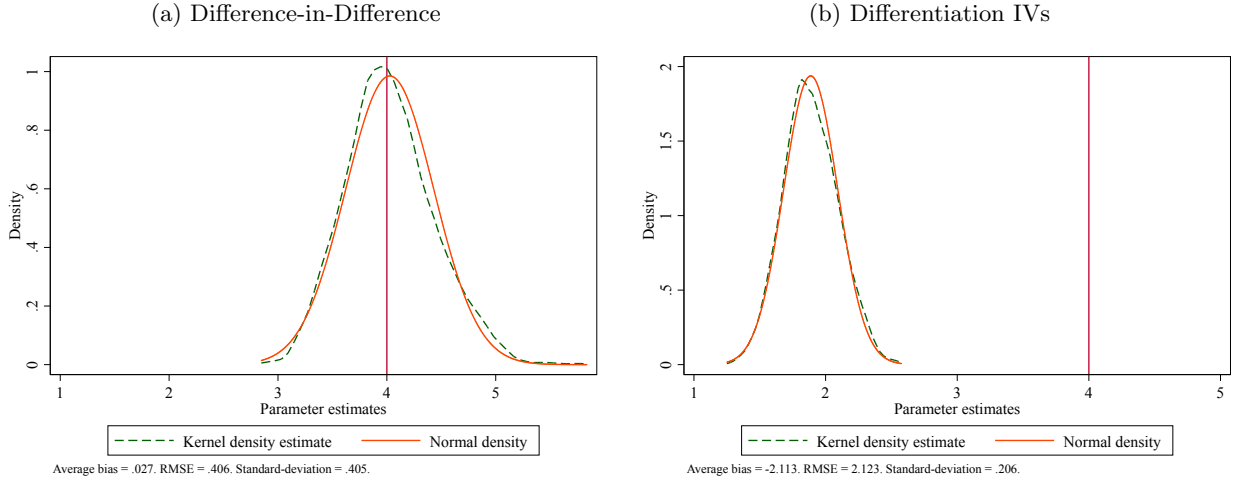 (a) Difference-in-Difference
Density
0 .2 .4 .6 .8 1
1 2 3 4 5
Parameter estimates
Kernel density estimate Normal density
Average bias = .027. RMSE = .406. Standard-deviation = .405.
(b) Differentiation IVs
Density
0 .5 1 1.5 2
1 2 3 4 5
Parameter estimates
Kernel density estimate Normal density
Average bias = -2.113. RMSE = 2.123. Standard-deviation = .206.